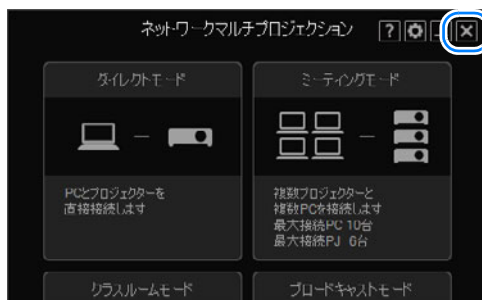 ネットワークマルチプロジェクション
ダイレクトモード
ミーティングモード
PCとプロジェクターを
直接接続します
複数プロジェクターと
複数PCを接続します
最大接続PC 10台
最大接続PJ 6台
クラスルームモード
ブロードキャストモード